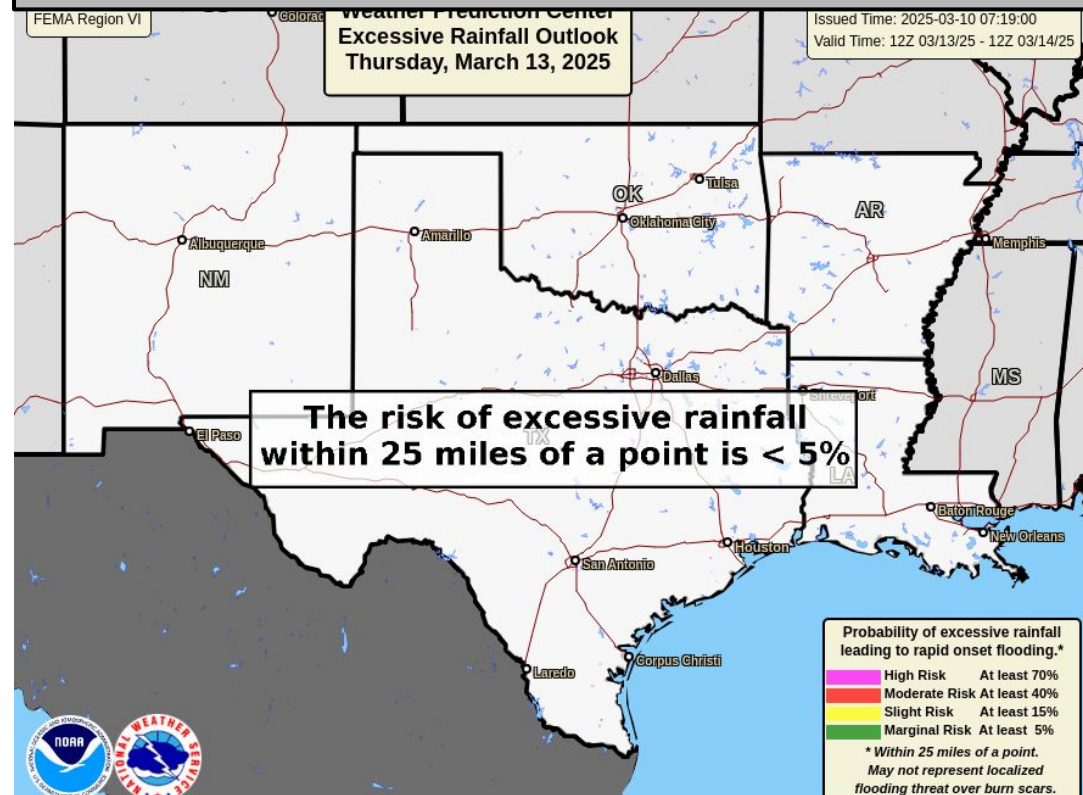 FEMA Region VI
Weather Prediction Center
Excessive Rainfall Outlook
Thursday, March 13, 2025
Issued Time: 2025-03-10 07:19:00
Valid Time: 12Z 03/13/25 - 12Z 03/14/25
Colorad
Tulsa
OK
Oklahoma City
AR
Amarillo
Albuquerque
Memphis
NM
Dallas
MS
Shreveport
The risk of excessive rainfall
within 25 miles of a point is < 5%
El Paso
TX
LA
Baton Rouge
New Orleans
Houston
San Antonio
Corpus Christi
Laredo
Probability of excessive rainfall
leading to rapid onset flooding.*
High Risk At least 70%
Moderate Risk At least 40%
Slight Risk At least 15%
Marginal Risk At least 5%
* Within 25 miles of a point.
May not represent localized
flooding threat over burn scars.
NOAA
NATIONAL WEATHER SERVICE